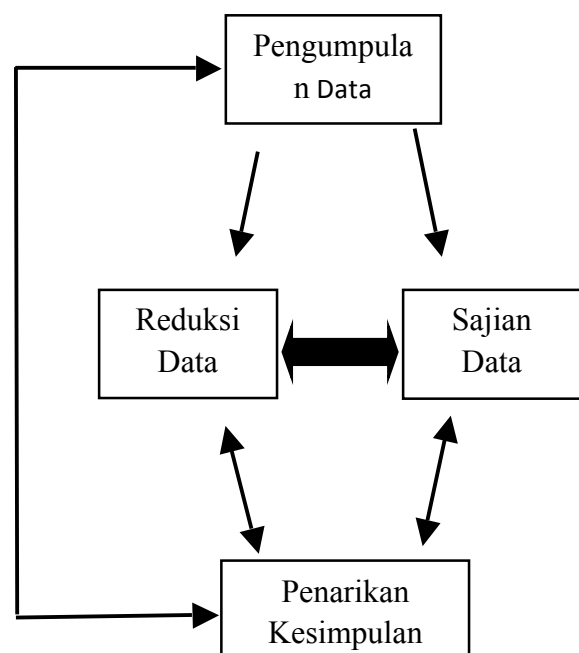 Pengumpula
n Data
Reduksi
Data
Sajian
Data
Penarikan
Kesimpulan